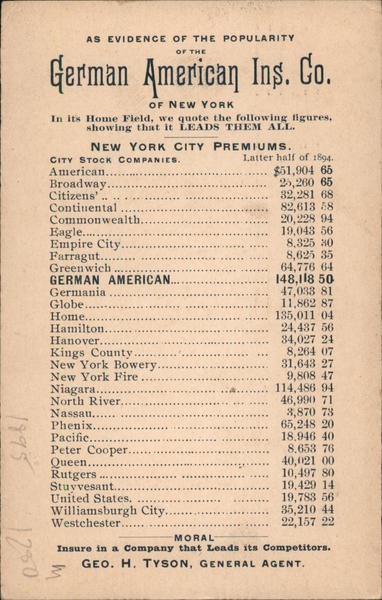 AS EVIDENCE OF THE POPULARITY
OF THE
German American Ins. Co.
OF NEW YORK
In its Home Field, we quote the following figures,
showing that it LEADS THEM ALL.
NEW YORK CITY PREMIUMS.
CITY STOCK COMPANIES. Latter half of 1894.
American........................................ $51,904 65
Broadway........................................ 25,260 65
Citizens'........................................ 32,281 68
Continental........................................ 82,613 58
Commonwealth........................................ 20,228 94
Eagle........................................ 19,043 56
Empire City........................................ 8,325 30
Farragut........................................ 8,625 35
Greenwich........................................ 64,776 64
GERMAN AMERICAN........................................ 148,118 50
Germania........................................ 47,033 81
Globe........................................ 11,862 87
Home........................................ 135,011 04
Hamilton........................................ 24,437 56
Hanover........................................ 34,027 24
Kings County........................................ 8,264 07
New York Bowery........................................ 31,643 27
New York Fire........................................ 9,808 47
Niagara........................................ 114,486 94
North River........................................ 46,990 71
Nassau........................................ 3,870 73
Phenix........................................ 65,248 20
Pacific........................................ 18,946 40
Peter Cooper........................................ 8,653 76
Queen........................................ 40,021 00
Rutgers........................................ 10,497 80
Stuyvesant........................................ 19,429 14
United States........................................ 19,783 56
Williamsburgh City........................................ 35,210 44
Westchester........................................ 22,157 22
MORAL
Insure in a Company that Leads its Competitors.
GEO. H. TYSON, GENERAL AGENT.
1895